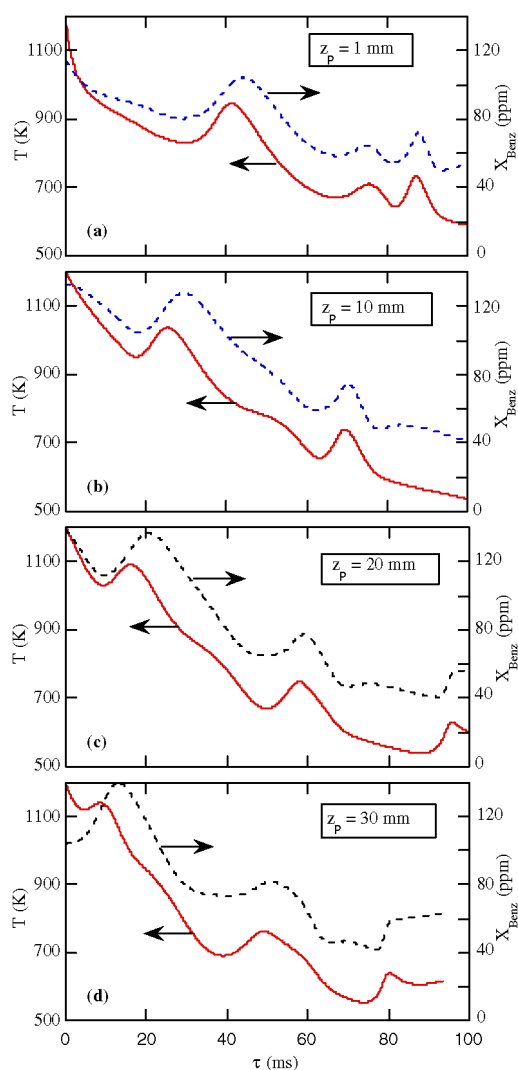 1100
900
700
500
T (K)
z_P = 1 mm
(a)
120
80
40
0
X_Benz (ppm)
1100
900
700
500
T (K)
z_P = 10 mm
(b)
120
80
40
0
X_Benz (ppm)
1100
900
700
500
T (K)
z_P = 20 mm
(c)
120
80
40
0
X_Benz (ppm)
1100
900
700
500
T (K)
z_P = 30 mm
(d)
120
80
40
0
X_Benz (ppm)
0 20 40 60 80 100
τ (ms)